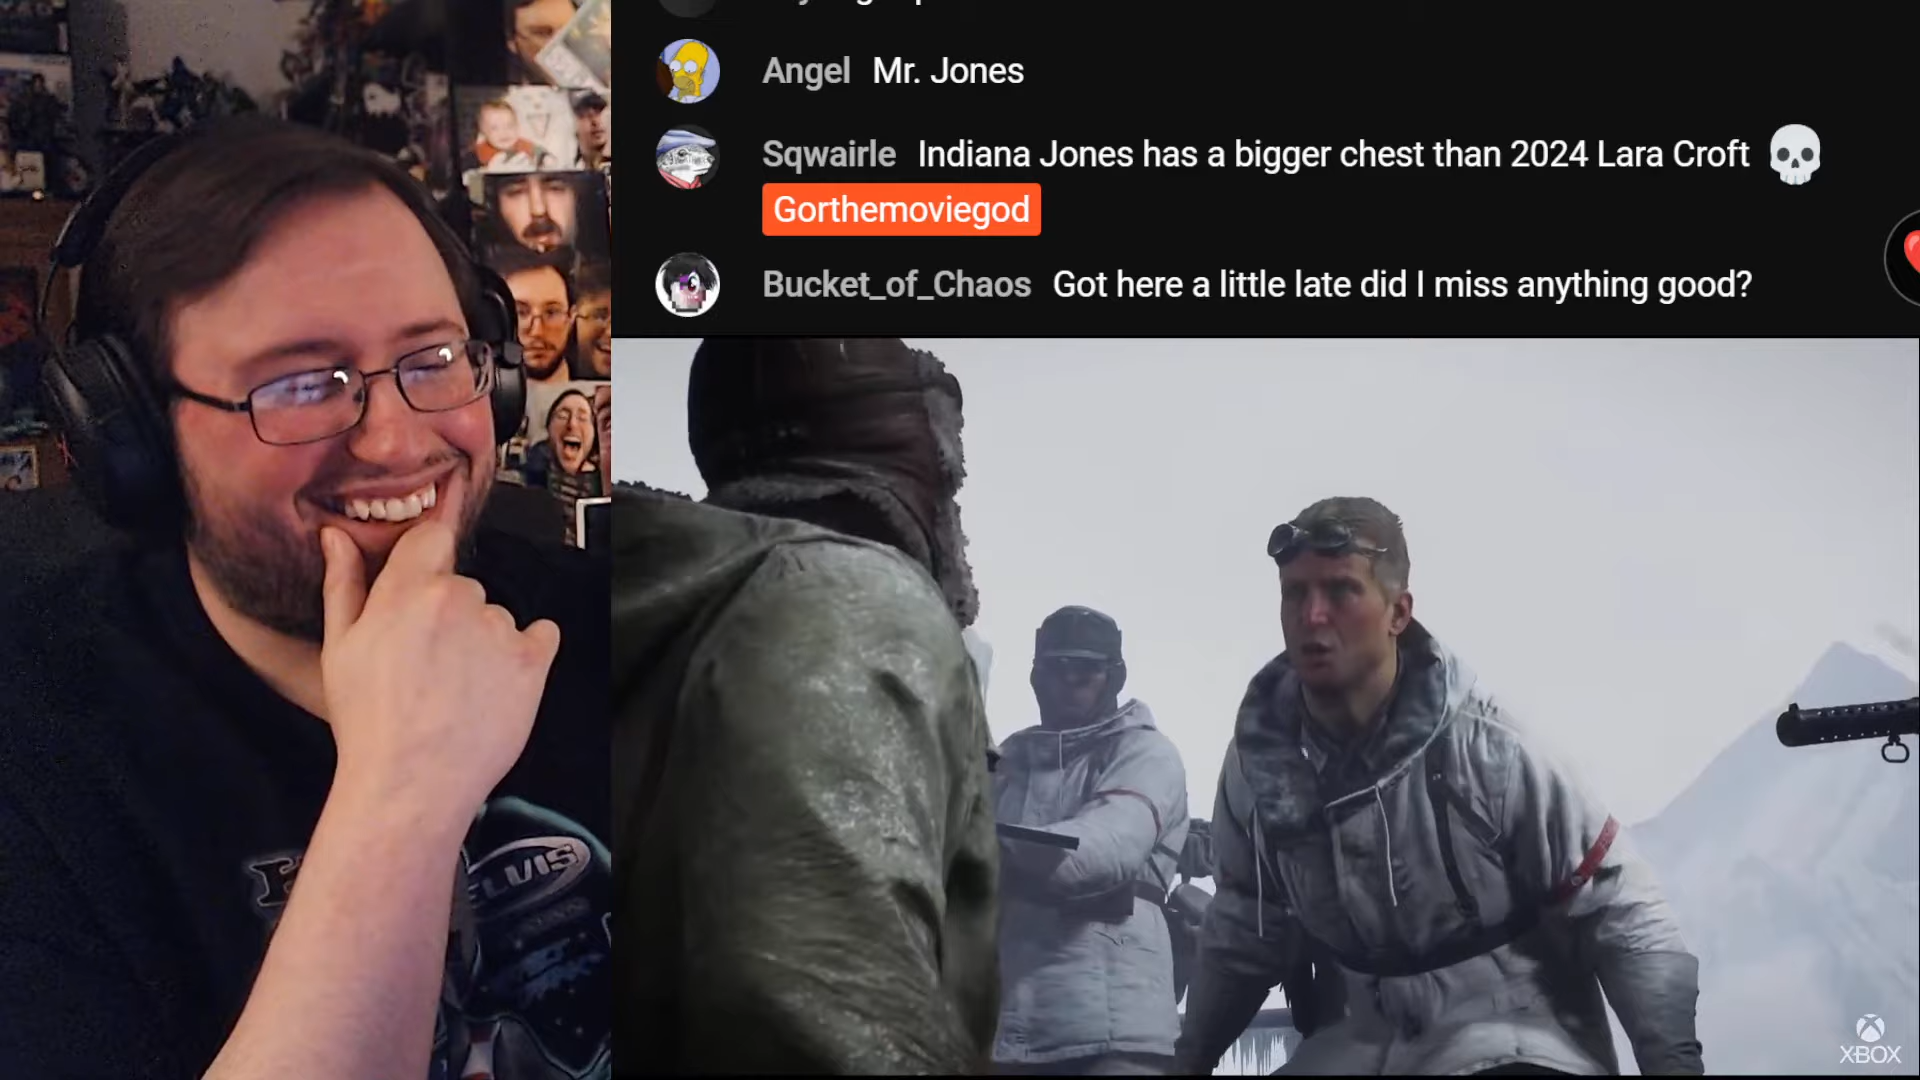 Angel Mr. Jones
Sqwairle Indiana Jones has a bigger chest than 2024 Lara Croft
Gorthemoviegod
Bucket_of_Chaos Got here a little late did I miss anything good?
ELVIS
XBOX